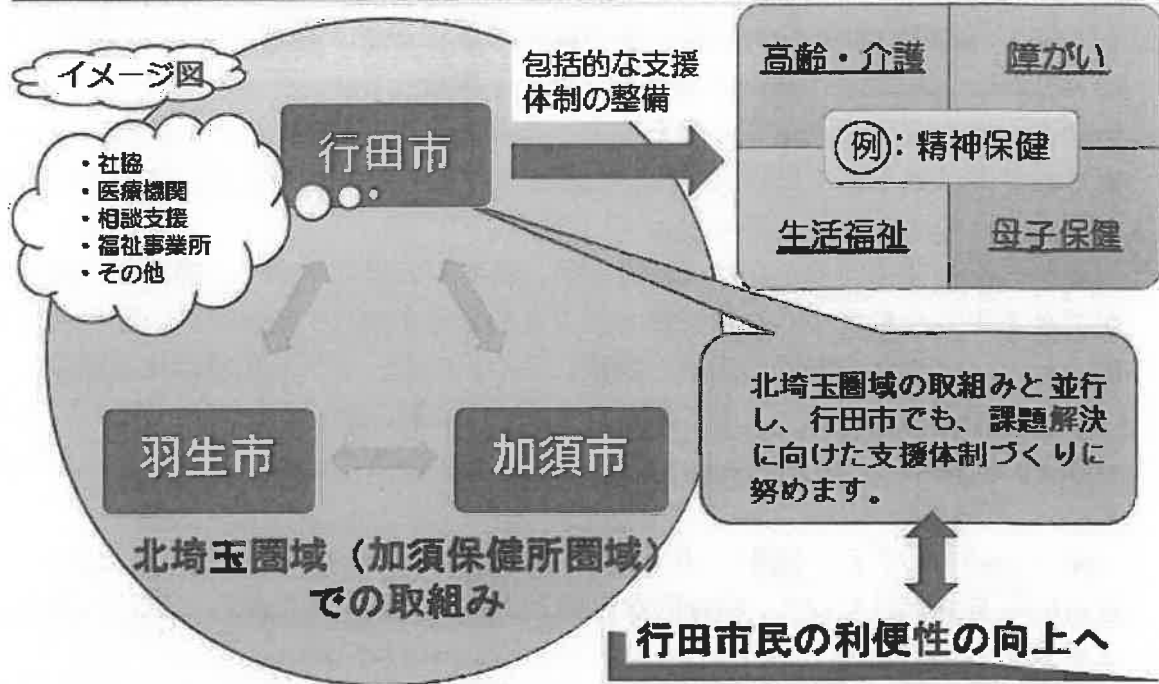 イメージ図
・社協
・医療機関
・相談支援
・福祉事業所
・その他
行田市
包括的な支援
体制の整備
高齢・介護
障がい
例：精神保健
生活福祉
母子保健
羽生市
加須市
北埼玉圏域（加須保健所圏域）
での取組み
北埼玉圏域の取組みと並行
し、行田市でも、課題解決
に向けた支援体制づくりに
努めます。
行田市民の利便性の向上へ